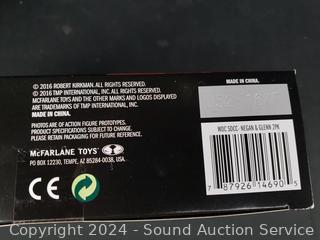 © 2016 ROBERT KIRKMAN. ALL RIGHTS RESERVED.
© 2016 TMP INTERNATIONAL, INC. ALL RIGHTS RESERVED.
MCFARLANE TOYS AND THE OTHER MARKS AND LOGOS DISPLAYED
ARE TRADEMARKS OF TMP INTERNATIONAL, INC.
MADE IN CHINA.
PHOTOS ARE OF ACTION FIGURE PROTOTYPES.
PRODUCT SPECIFICATIONS SUBJECT TO CHANGE.
PLEASE RETAIN PACKAGING FOR FUTURE REFERENCE.
McFARLANE TOYS
PO BOX 12230, TEMPE, AZ 85284-0038, USA.
CE
MADE IN CHINA.
WDC SDCC- NEGAN & GLENN 2PK
7 87926 14690 5
Copyright 2024 - Sound Auction Service